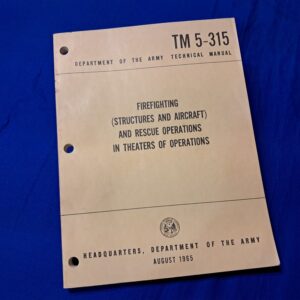 TM 5-315
DEPARTMENT OF THE ARMY TECHNICAL MANUAL
FIREFIGHTING
(STRUCTURES AND AIRCRAFT)
AND RESCUE OPERATIONS
IN THEATERS OF OPERATIONS
HEADQUARTERS, DEPARTMENT OF THE ARMY
AUGUST 1965